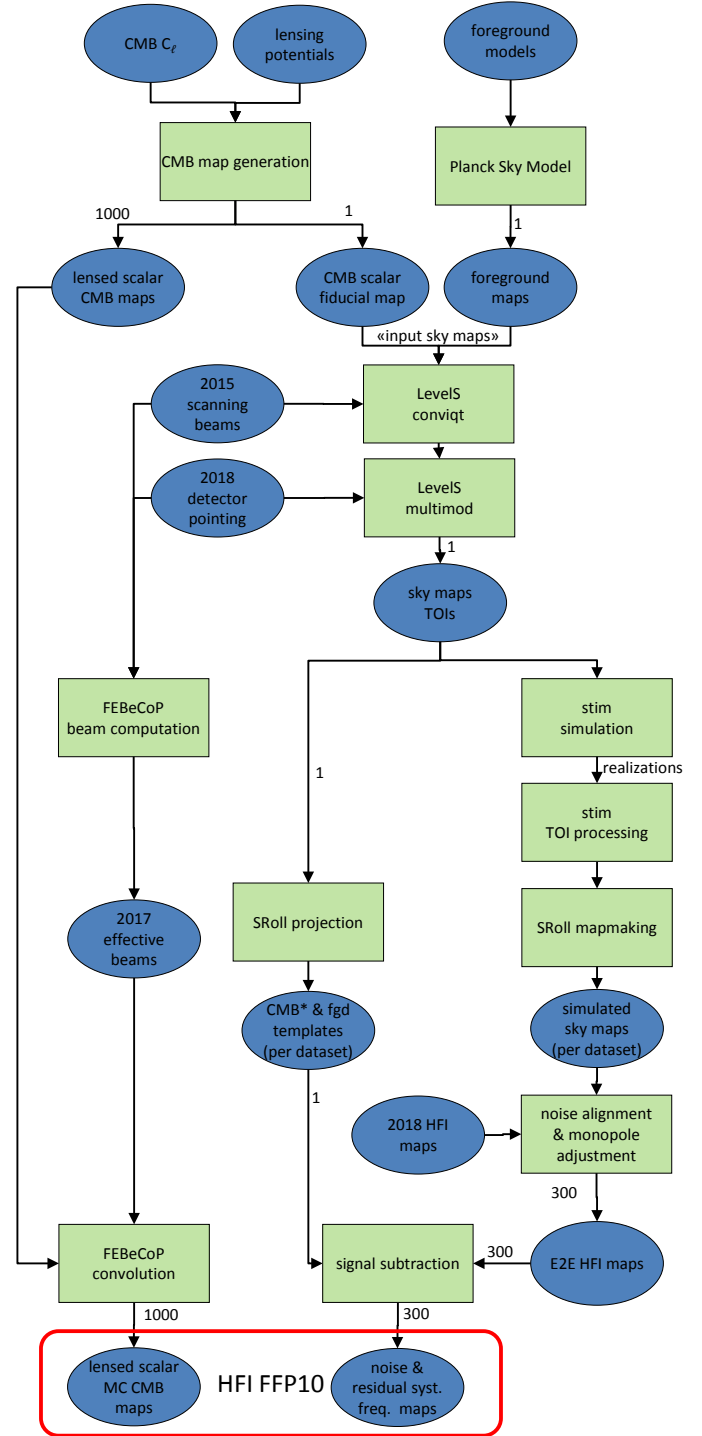 CMB Cℓ
lensing
potentials
foreground
models
CMB map generation
Planck Sky Model
1000
1
1
lensed scalar
CMB maps
CMB scalar
fiducial map
foreground
maps
«input sky maps»
2015
scanning
beams
LevelS
conviqt
2018
detector
pointing
LevelS
multimod
1
sky maps
TOIs
FEBeCoP
beam computation
stim
simulation
1
realizations
stim
TOI processing
2017
effective
beams
SRoll projection
SRoll mapmaking
CMB* & fgd
templates
(per dataset)
simulated
sky maps
(per dataset)
1
2018 HFI
maps
noise alignment
& monopole
adjustment
300
FEBeCoP
convolution
signal subtraction
300
E2E HFI maps
1000
300
lensed scalar
MC CMB
maps
HFI FFP10
noise &
residual syst.
freq. maps